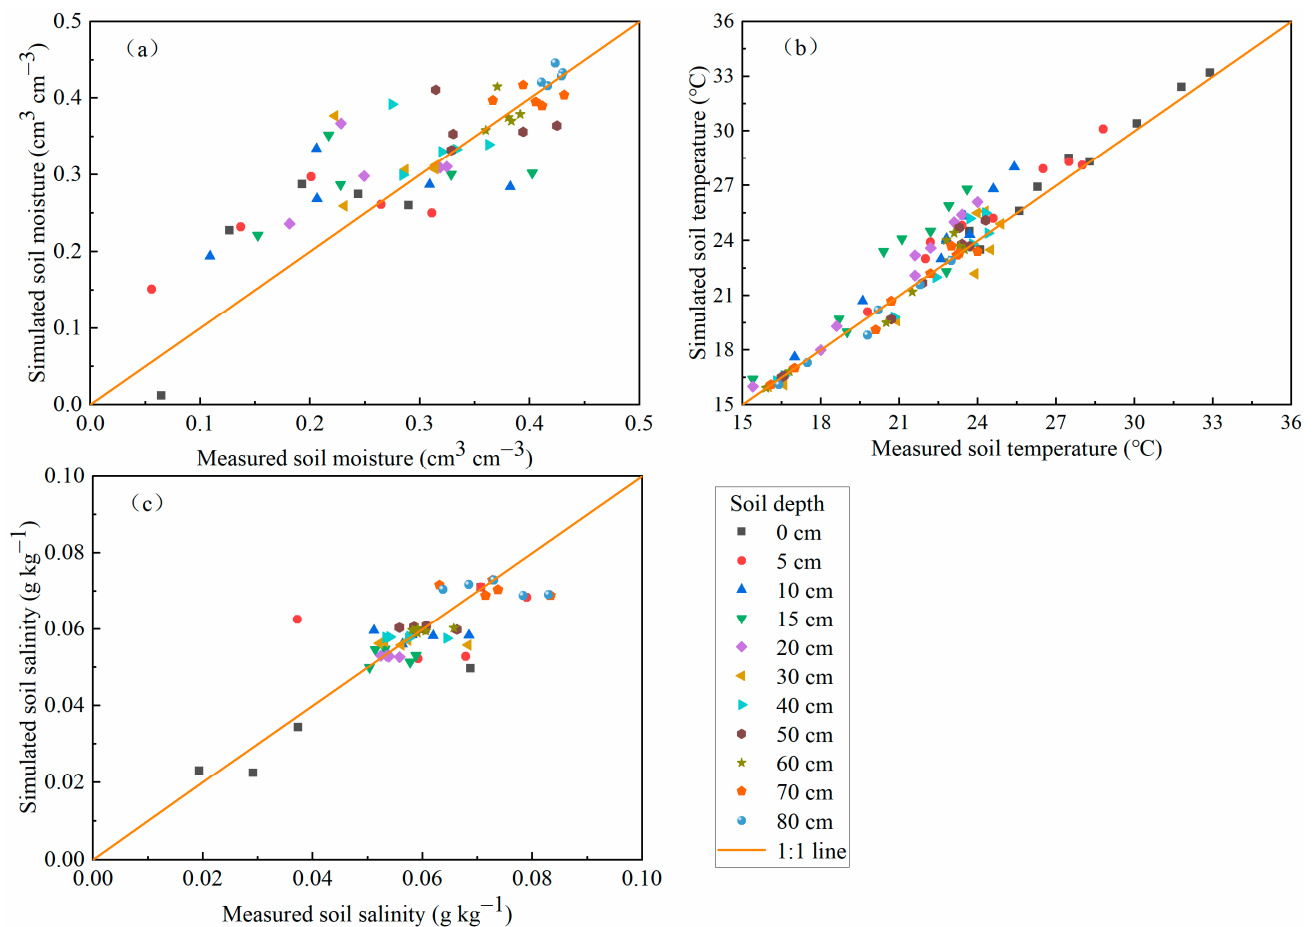 (a)
Simulated soil moisture (cm³ cm⁻³)
0.5
0.4
0.3
0.2
0.1
0.0
0.0 0.1 0.2 0.3 0.4 0.5
Measured soil moisture (cm³ cm⁻³)
(b)
Simulated soil temperature (℃)
36
33
30
27
24
21
18
15
15 18 21 24 27 30 33 36
Measured soil temperature (℃)
(c)
Simulated soil salinity (g kg⁻¹)
0.10
0.08
0.06
0.04
0.02
0.00
0.00 0.02 0.04 0.06 0.08 0.10
Measured soil salinity (g kg⁻¹)
Soil depth
0 cm
5 cm
10 cm
15 cm
20 cm
30 cm
40 cm
50 cm
60 cm
70 cm
80 cm
1:1 line